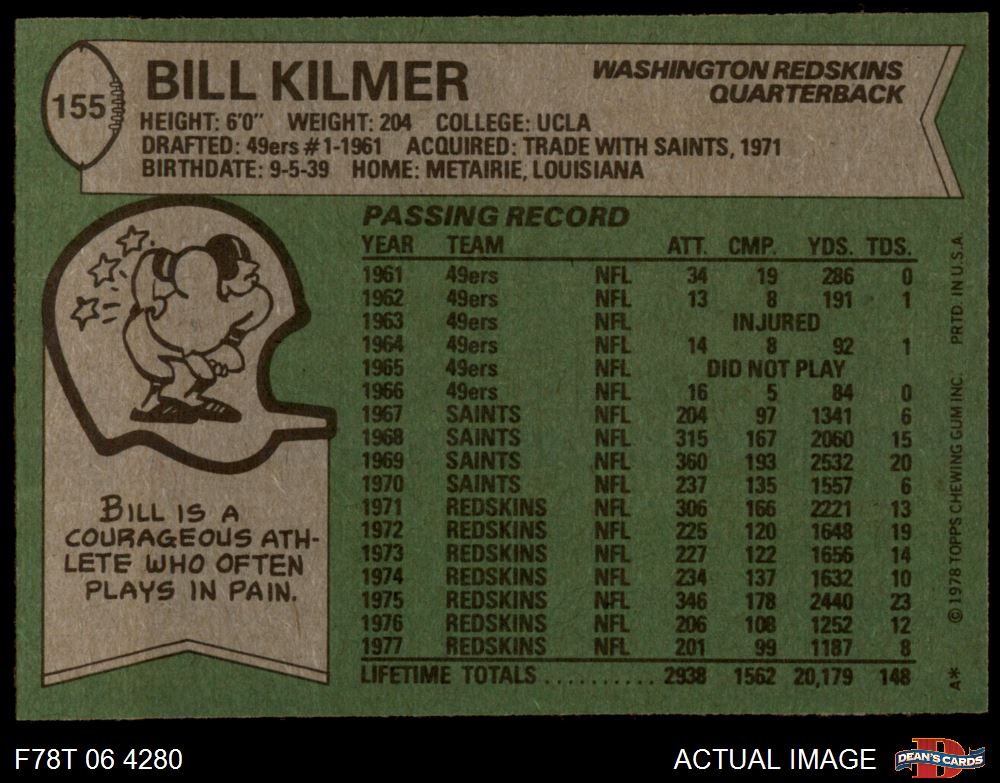 155
BILL KILMER
WASHINGTON REDSKINS
QUARTERBACK
HEIGHT: 6'0" WEIGHT: 204 COLLEGE: UCLA
DRAFTED: 49ers #1-1961 ACQUIRED: TRADE WITH SAINTS, 1971
BIRTHDATE: 9-5-39 HOME: METAIRIE, LOUISIANA
PASSING RECORD
YEAR TEAM ATT. CMP. YDS. TDS.
1961 49ers NFL 34 19 286 0
1962 49ers NFL 13 8 191 1
1963 49ers NFL INJURED
1964 49ers NFL 14 8 92 1
1965 49ers NFL DID NOT PLAY
1966 49ers NFL 16 5 84 0
1967 SAINTS NFL 204 97 1341 6
1968 SAINTS NFL 315 167 2060 15
1969 SAINTS NFL 360 193 2532 20
1970 SAINTS NFL 237 135 1557 6
1971 REDSKINS NFL 306 166 2221 13
1972 REDSKINS NFL 225 120 1648 19
1973 REDSKINS NFL 227 122 1656 14
1974 REDSKINS NFL 234 137 1632 10
1975 REDSKINS NFL 346 178 2440 23
1976 REDSKINS NFL 206 108 1252 12
1977 REDSKINS NFL 201 99 1187 8
LIFETIME TOTALS .......... 2938 1562 20,179 148
BILL IS A
COURAGEOUS ATH-
LETE WHO OFTEN
PLAYS IN PAIN.
A* © 1978 TOPPS CHEWING GUM INC. PRTD. IN U.S.A.
F78T 06 4280
ACTUAL IMAGE
D
DEAN'S CARDS